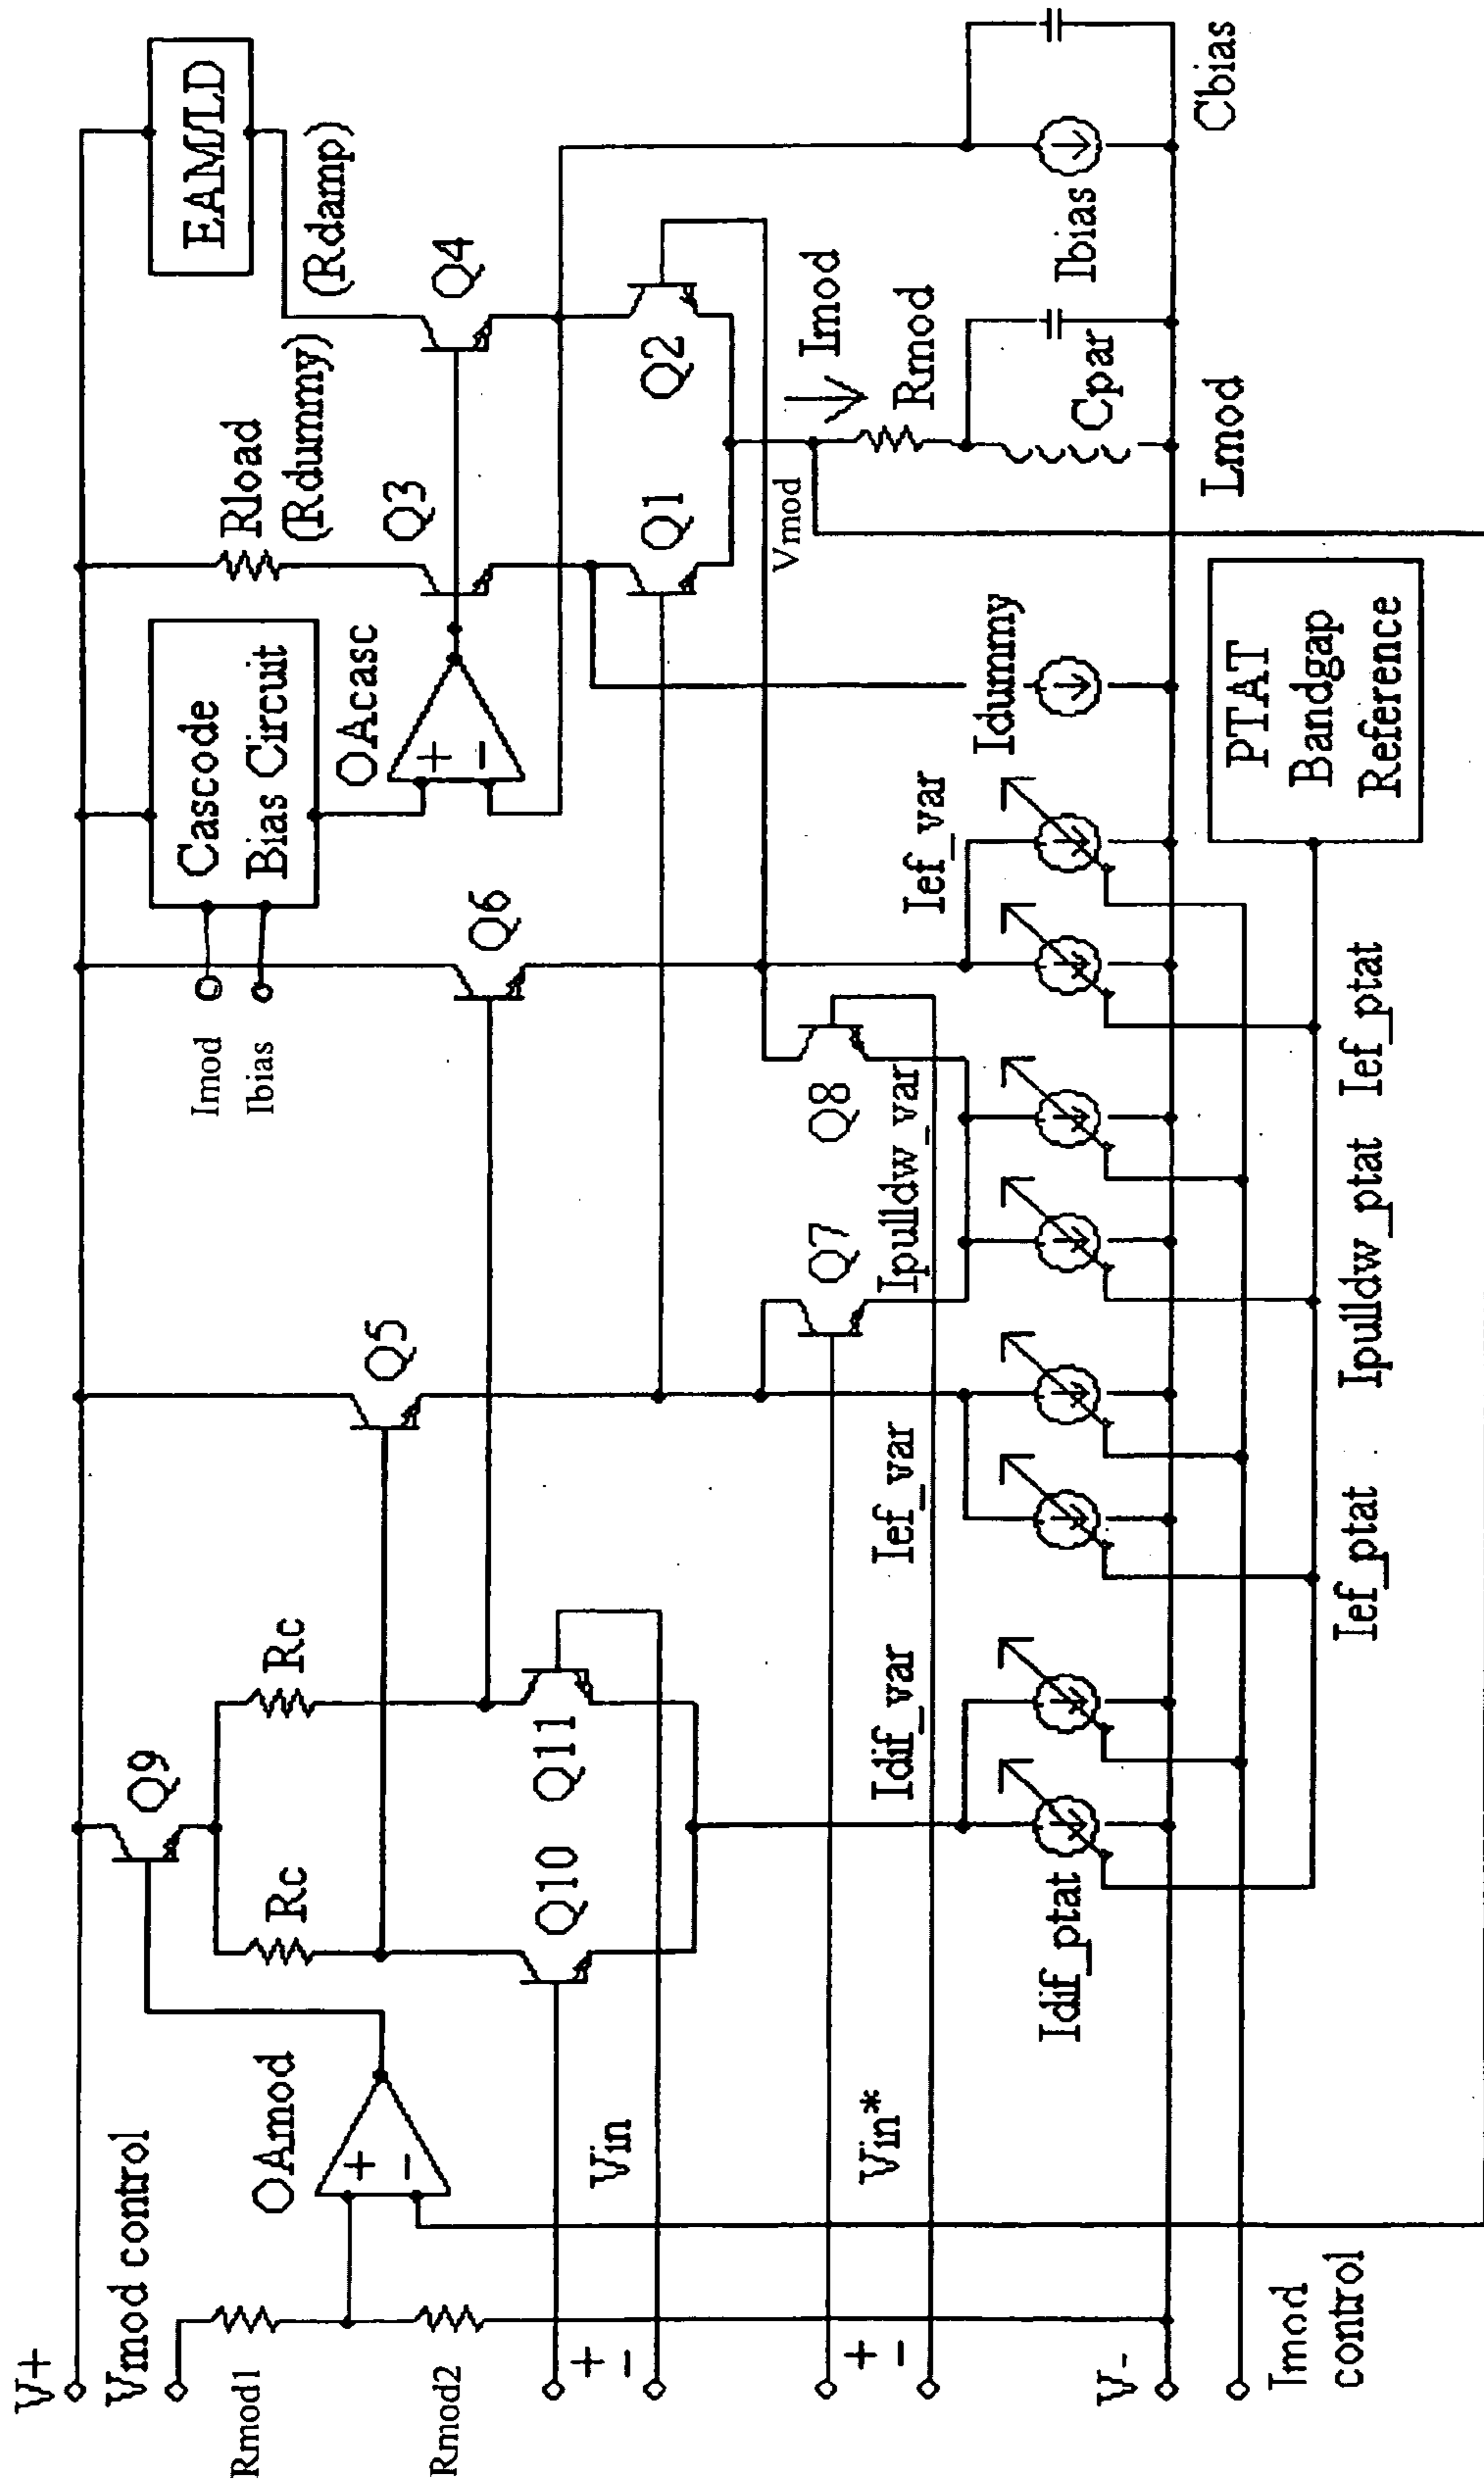 V+
Vmod control
Rmod1
Rmod2
OAmod
+
-
Q9
Rc
Rc
Q10
Q11
Vin
+
-
Vin*
+
-
V-
Imod
control
Idif_ptat
Idif_var
Q5
Q6
Q7
Q8
Ief_var
Ief_ptat
Ipulldw_var
Ipulldw_ptat
Ief_ptat
Ief_var
Imod
Ibias
Cascode
Bias Circuit
OAcasc
+
-
Rload
(Rdummy)
Q3
Q4
EAM/LD
(Rdamp)
Q1
Q2
Vmod
Imod
Rmod
Cpar
Lmod
Idummy
Ibias
Cbias
PTAT
Bandgap
Reference